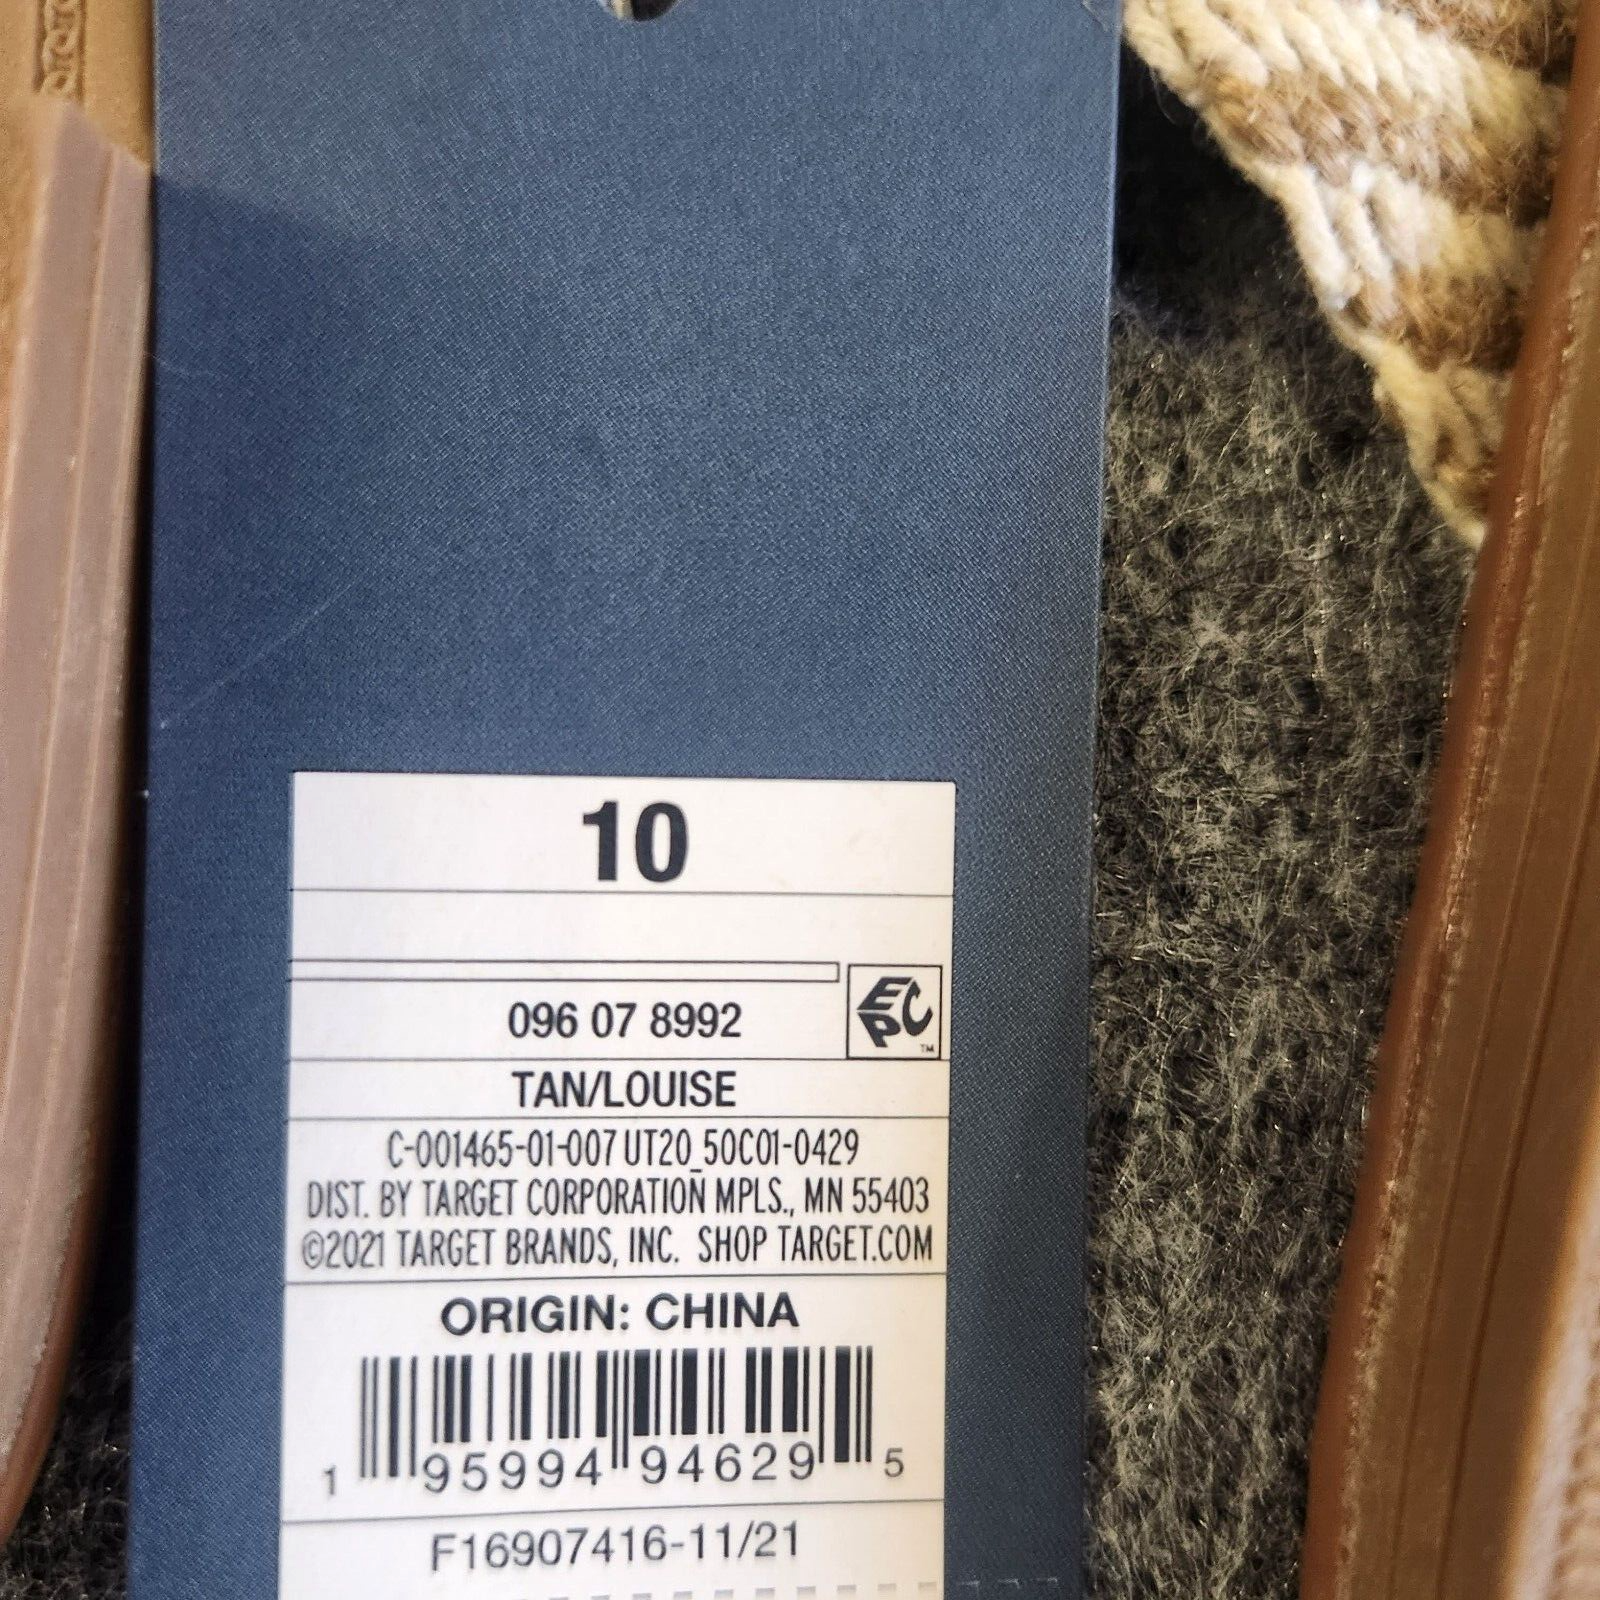 10
096 07 8992
EPC
TM
TAN/LOUISE
C-001465-01-007 UT20_50C01-0429
DIST. BY TARGET CORPORATION MPLS., MN 55403
©2021 TARGET BRANDS, INC. SHOP TARGET.COM
ORIGIN: CHINA
1 95994 94629 5
F16907416-11/21